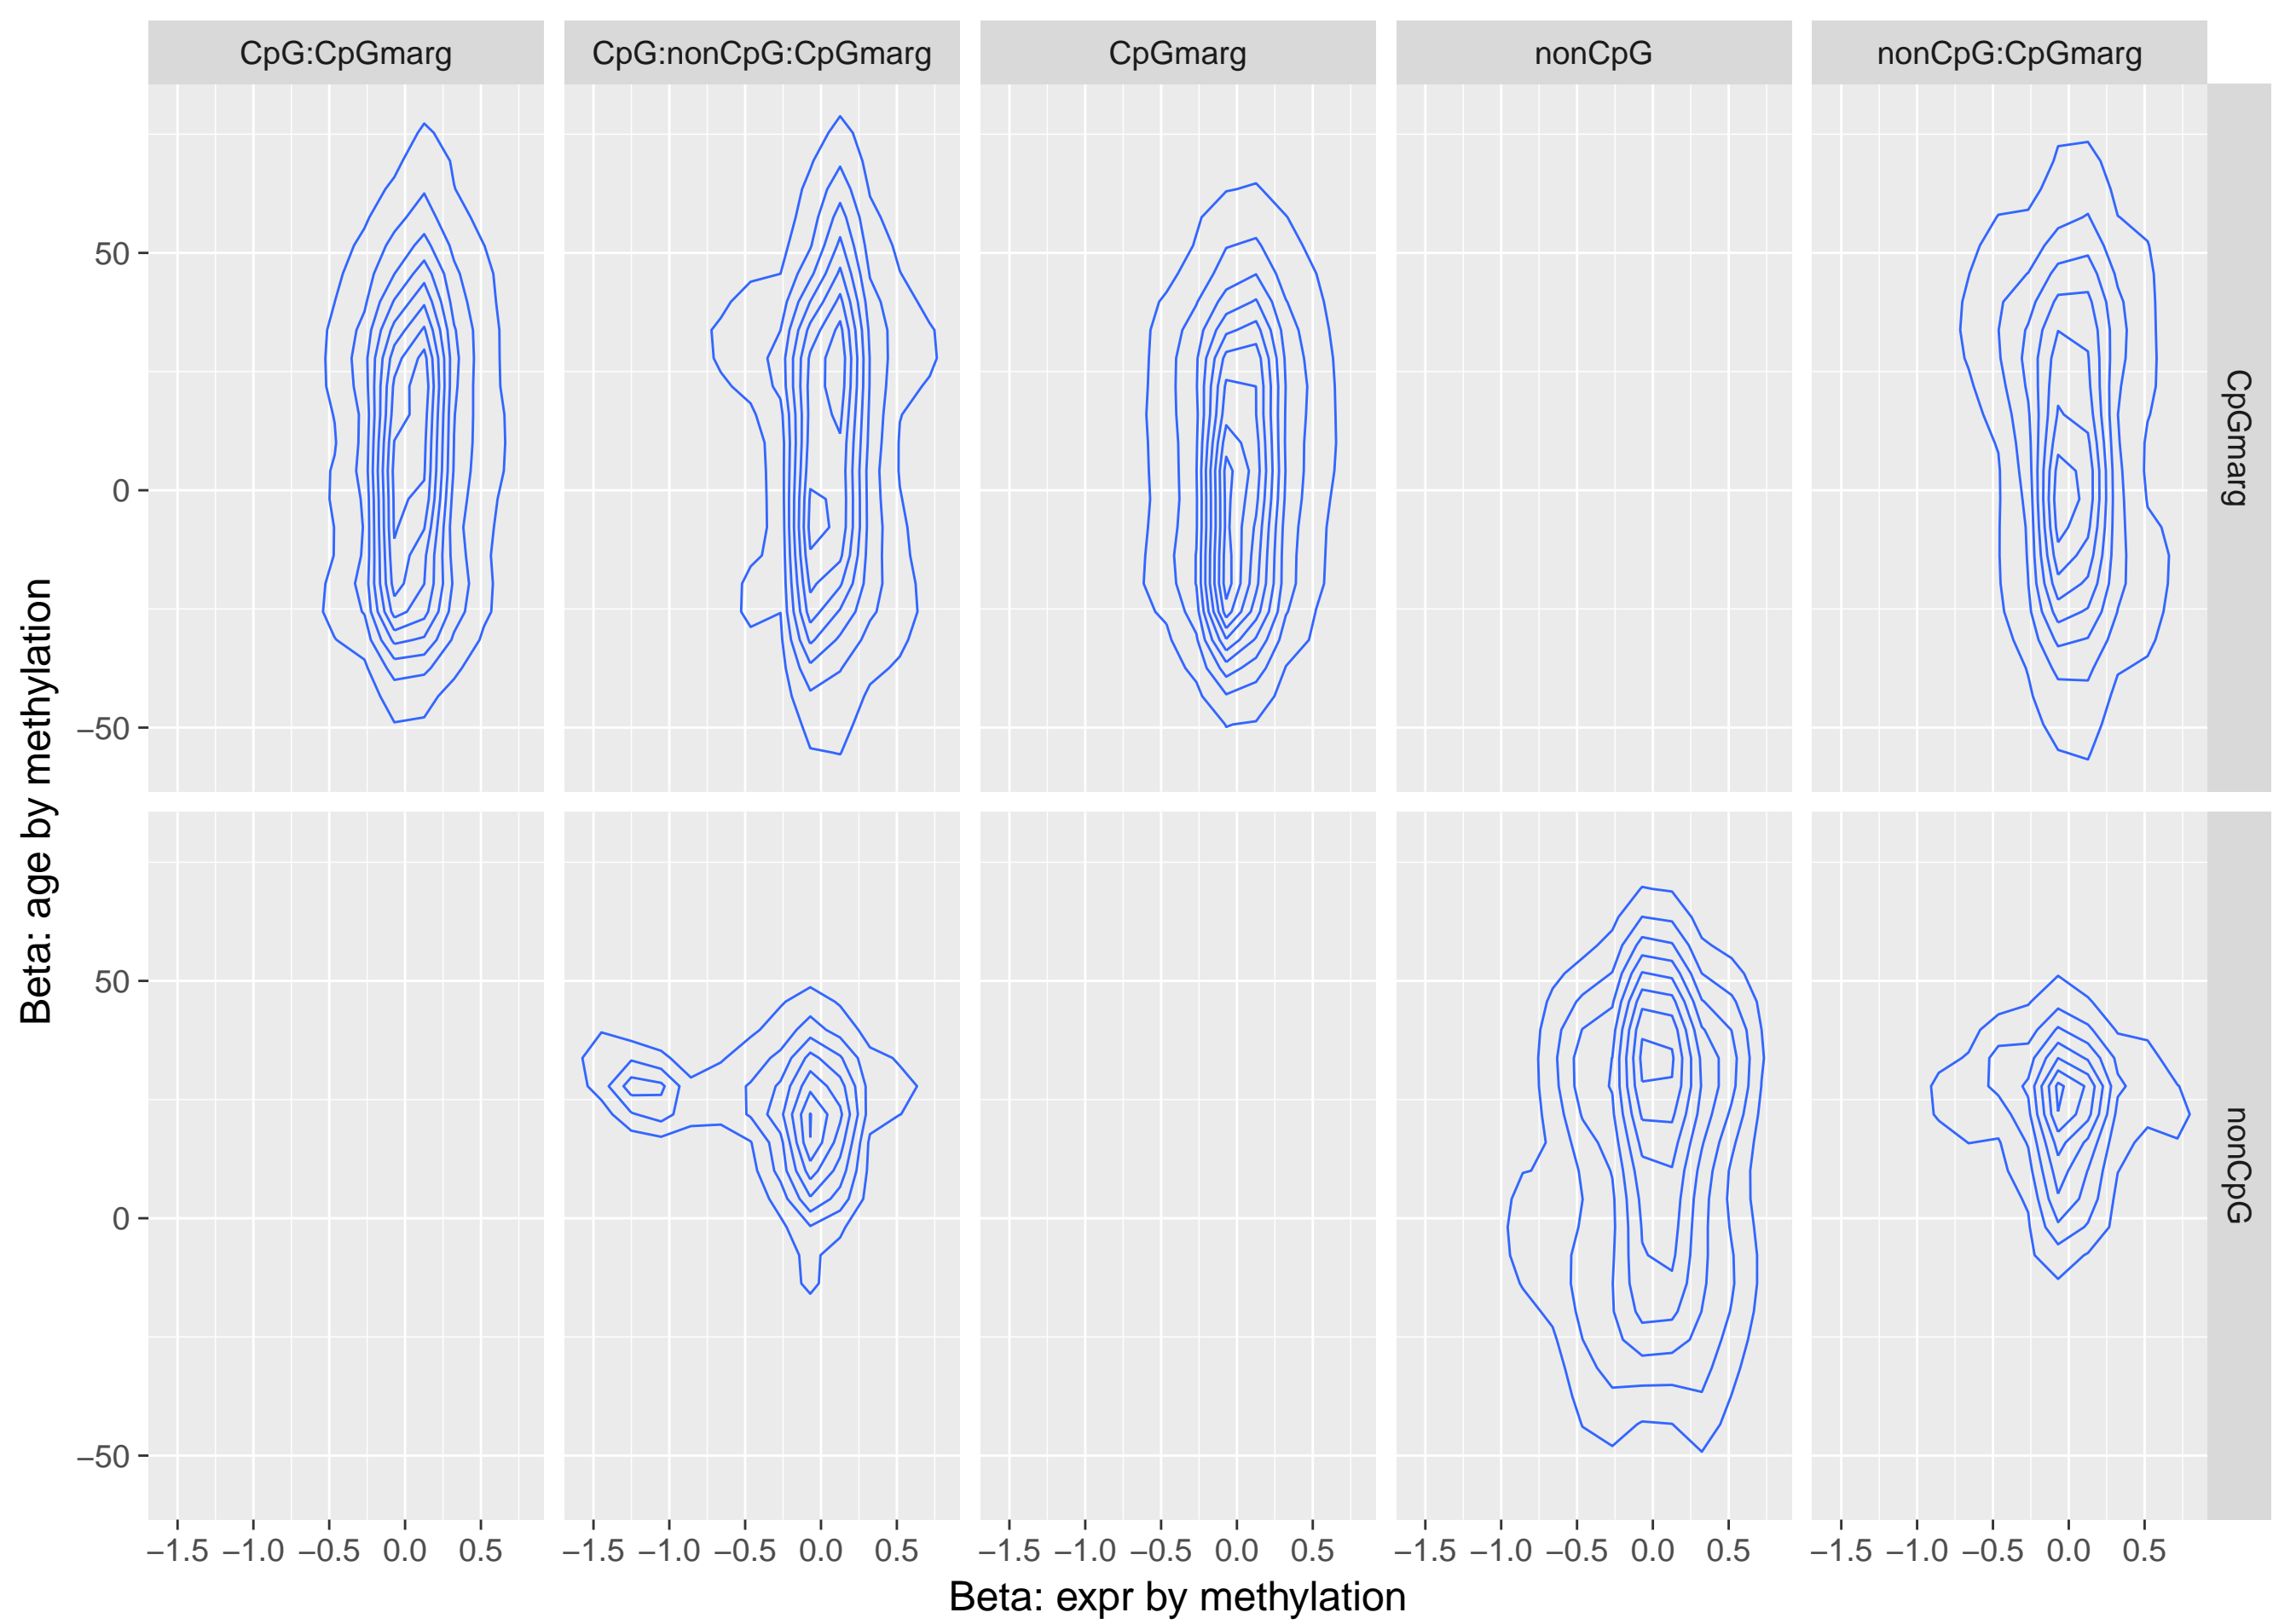 CpG:CpGmarg CpG:nonCpG:CpGmarg CpGmarg nonCpG nonCpG:CpGmarg
50
0
−50
CpGmarg
50
0
−50
nonCpG
Beta: age by methylation
−1.5 −1.0 −0.5 0.0 0.5 −1.5 −1.0 −0.5 0.0 0.5 −1.5 −1.0 −0.5 0.0 0.5 −1.5 −1.0 −0.5 0.0 0.5 −1.5 −1.0 −0.5 0.0 0.5
Beta: expr by methylation